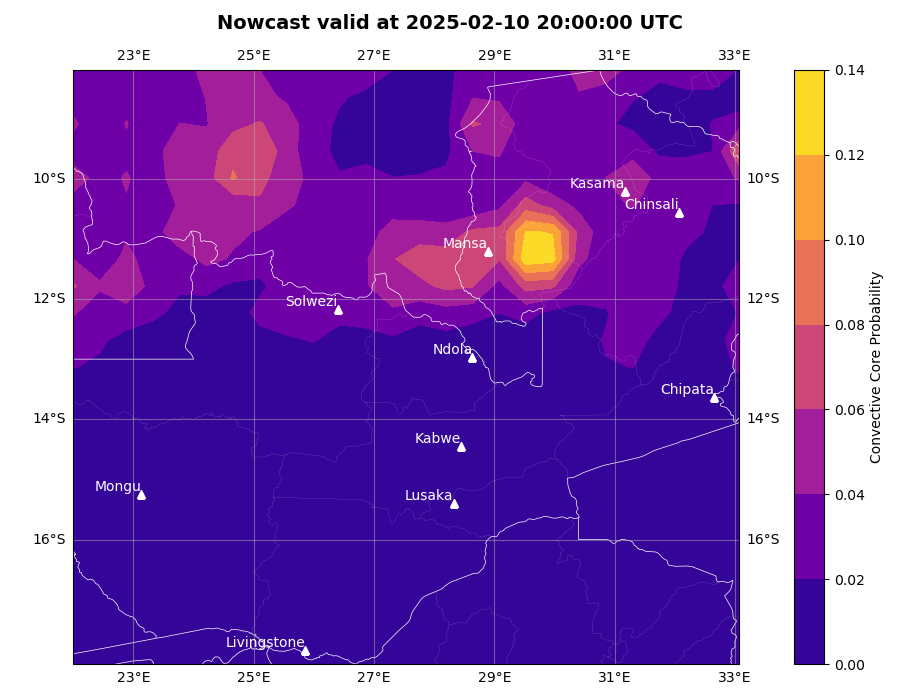 Nowcast valid at 2025-02-10 20:00:00 UTC
23°E 25°E 27°E 29°E 31°E 33°E
0.14
0.12
10°S Kasama 10°S
Chinsali
0.10
Mansa
12°S Solwezi 12°S
0.08
Ndola
Chipata
0.06
14°S 14°S
Kabwe
Mongu Lusaka
0.04
16°S 16°S
0.02
Livingstone
0.00
23°E 25°E 27°E 29°E 31°E 33°E
Convective Core Probability